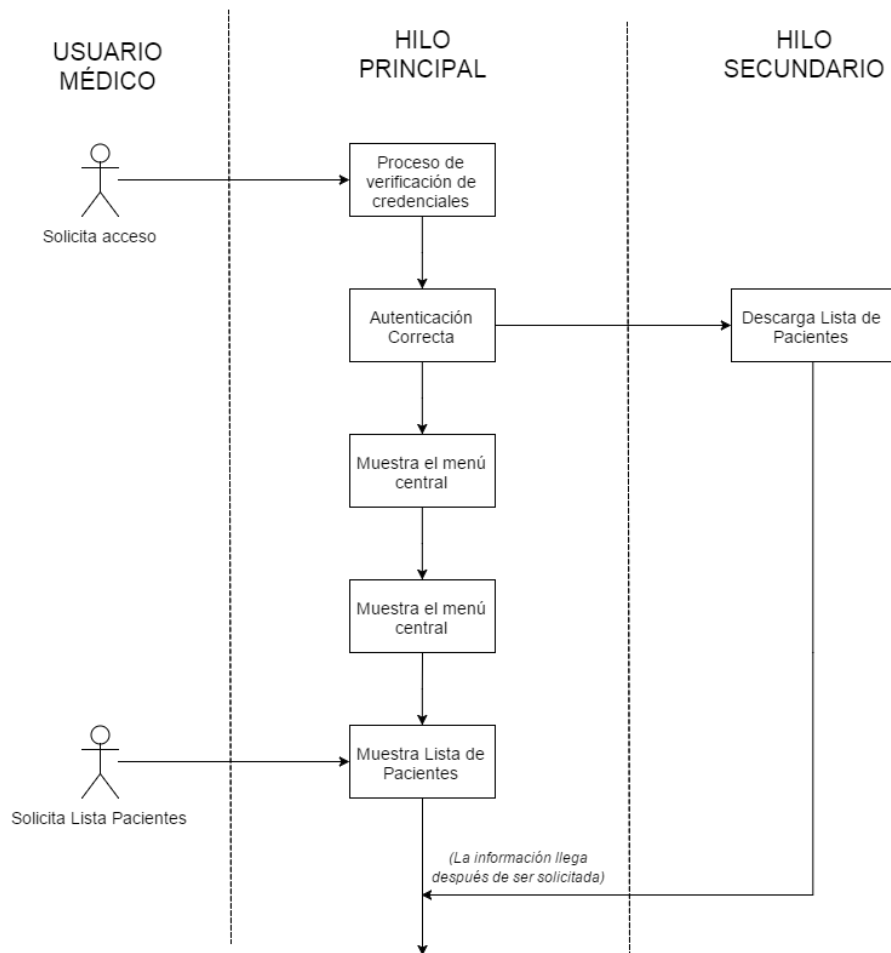 USUARIO
MÉDICO
HILO
PRINCIPAL
HILO
SECUNDARIO
Solicita acceso
Proceso de
verificación de
credenciales
Autenticación
Correcta
Descarga Lista de
Pacientes
Muestra el menú
central
Muestra el menú
central
Solicita Lista Pacientes
Muestra Lista de
Pacientes
(La información llega
después de ser solicitada)